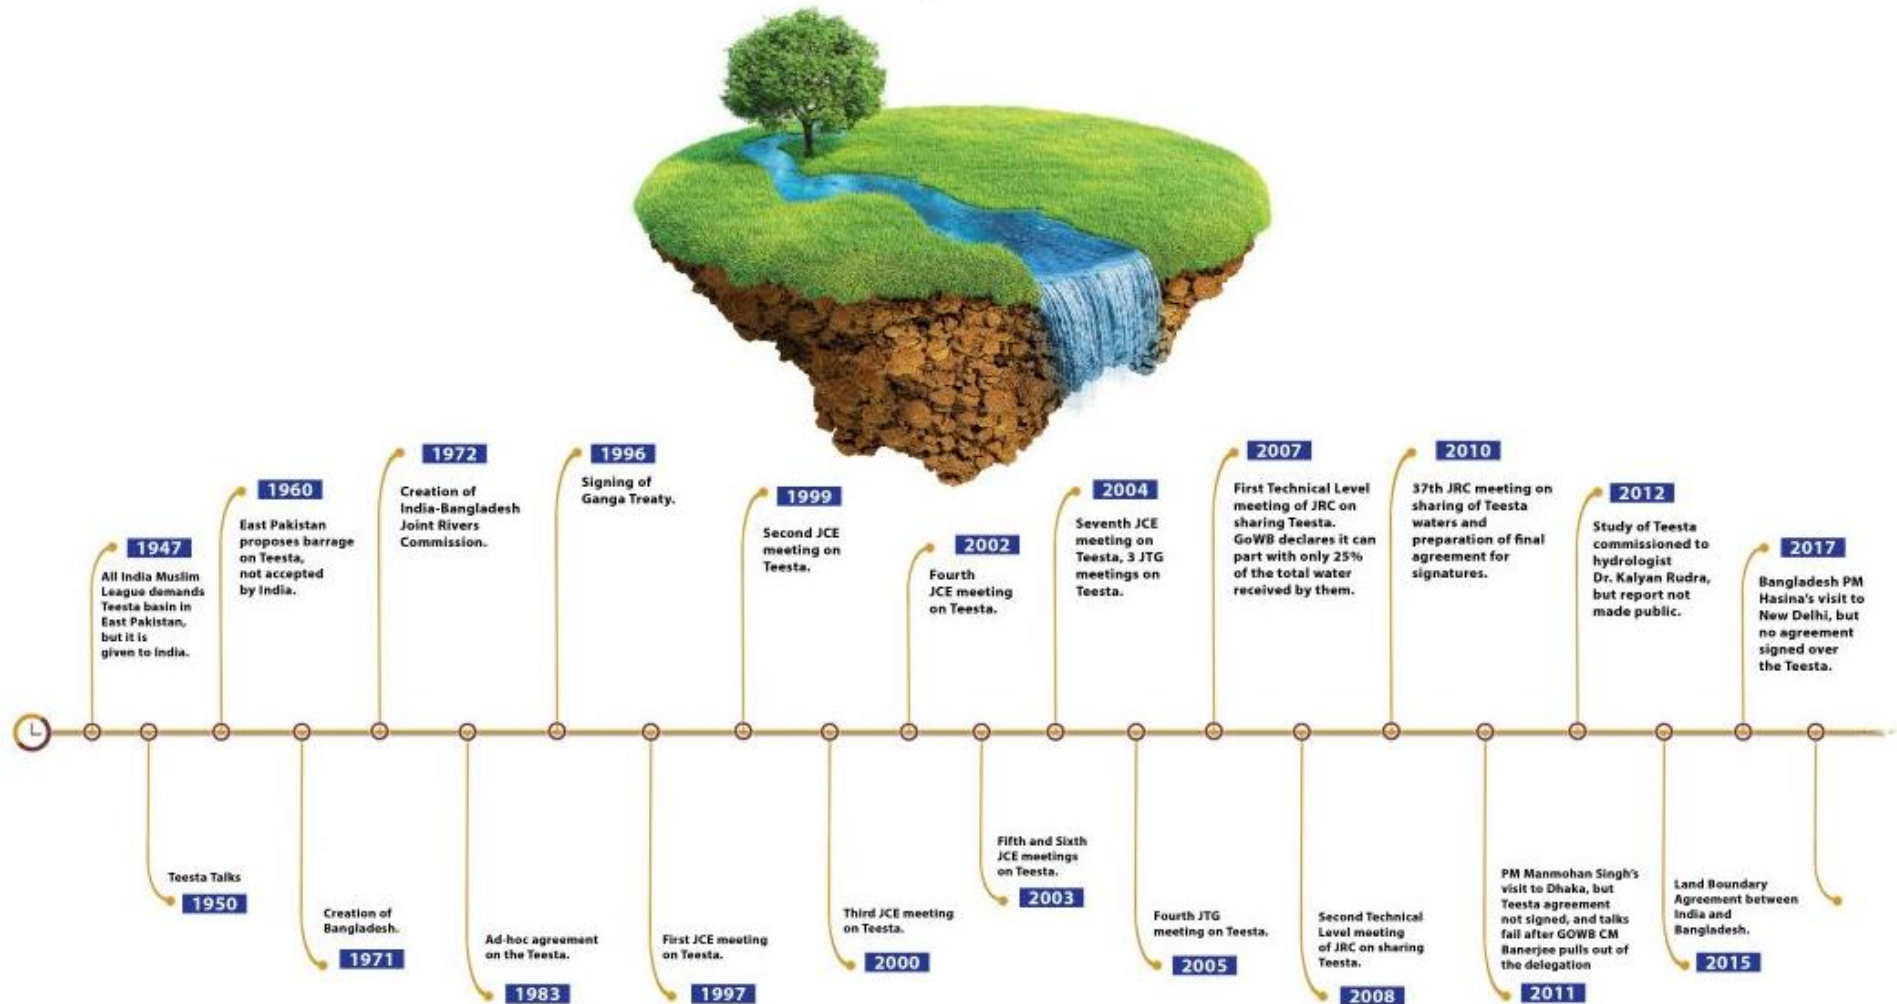 1947
All India Muslim
League demands
Teesta basin in
East Pakistan,
but it is
given to India.
Teesta Talks
1950
1960
East Pakistan
proposes barrage
on Teesta,
not accepted
by India.
Creation of
Bangladesh.
1971
1972
Creation of
India-Bangladesh
Joint Rivers
Commission.
Ad-hoc agreement
on the Teesta.
1983
1996
Signing of
Ganga Treaty.
First JCE meeting
on Teesta.
1997
1999
Second JCE
meeting on
Teesta.
Third JCE meeting
on Teesta.
2000
2002
Fourth
JCE meeting
on Teesta.
Fifth and Sixth
JCE meetings
on Teesta.
2003
2004
Seventh JCE
meeting on
Teesta, 3 JTG
meetings on
Teesta.
Fourth JTG
meeting on Teesta.
2005
2007
First Technical Level
meeting of JRC on
sharing Teesta.
GoWB declares it can
part with only 25%
of the total water
received by them.
Second Technical
Level meeting
of JRC on sharing
Teesta.
2008
2010
37th JRC meeting on
sharing of Teesta
waters and
preparation of final
agreement for
signatures.
PM Manmohan Singh's
visit to Dhaka, but
Teesta agreement
not signed, and talks
fail after GOWB CM
Banerjee pulls out of
the delegation
2011
2012
Study of Teesta
commissioned to
hydrologist
Dr. Kalyan Rudra,
but report not
made public.
Land Boundary
Agreement between
India and
Bangladesh.
2015
2017
Bangladesh PM
Hasina's visit to
New Delhi, but
no agreement
signed over
the Teesta.